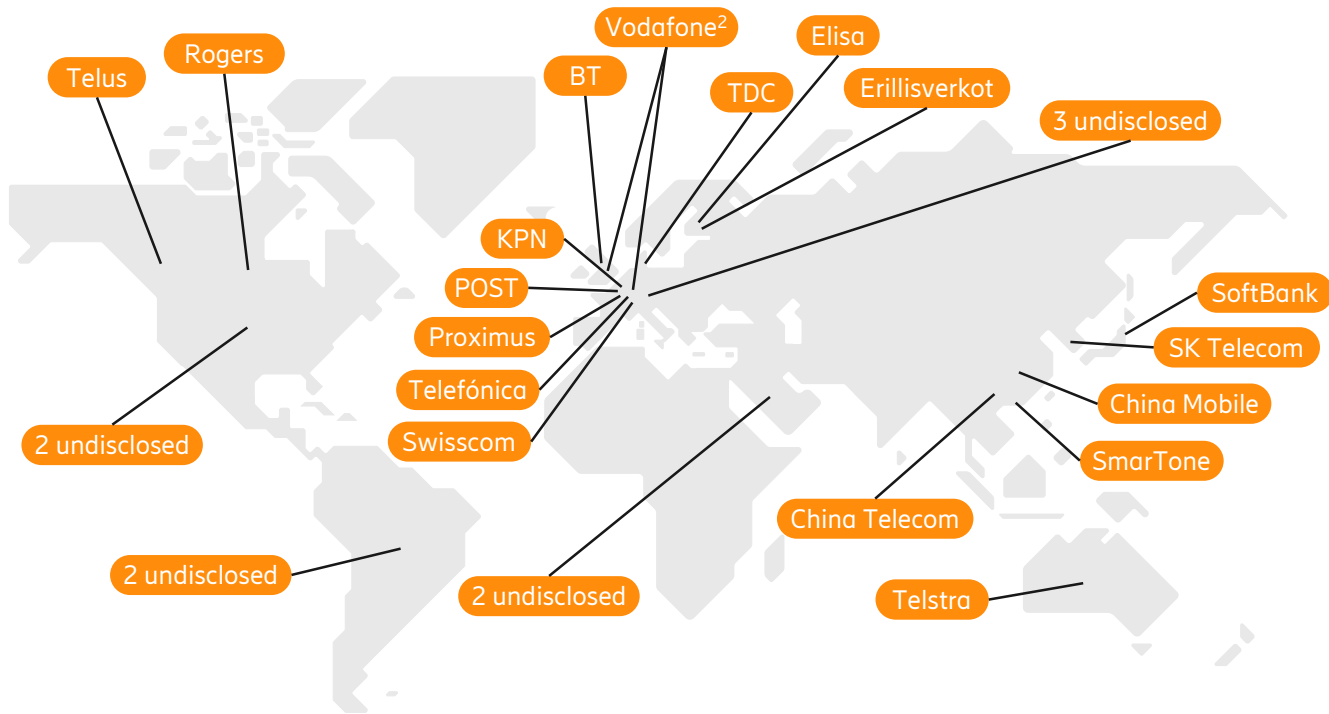 Vodafone²
Elisa
Rogers
Telus
BT
TDC
Erillisverkot
3 undisclosed
KPN
POST
SoftBank
Proximus
SK Telecom
Telefónica
China Mobile
2 undisclosed
Swisscom
SmarTone
China Telecom
2 undisclosed
2 undisclosed
Telstra